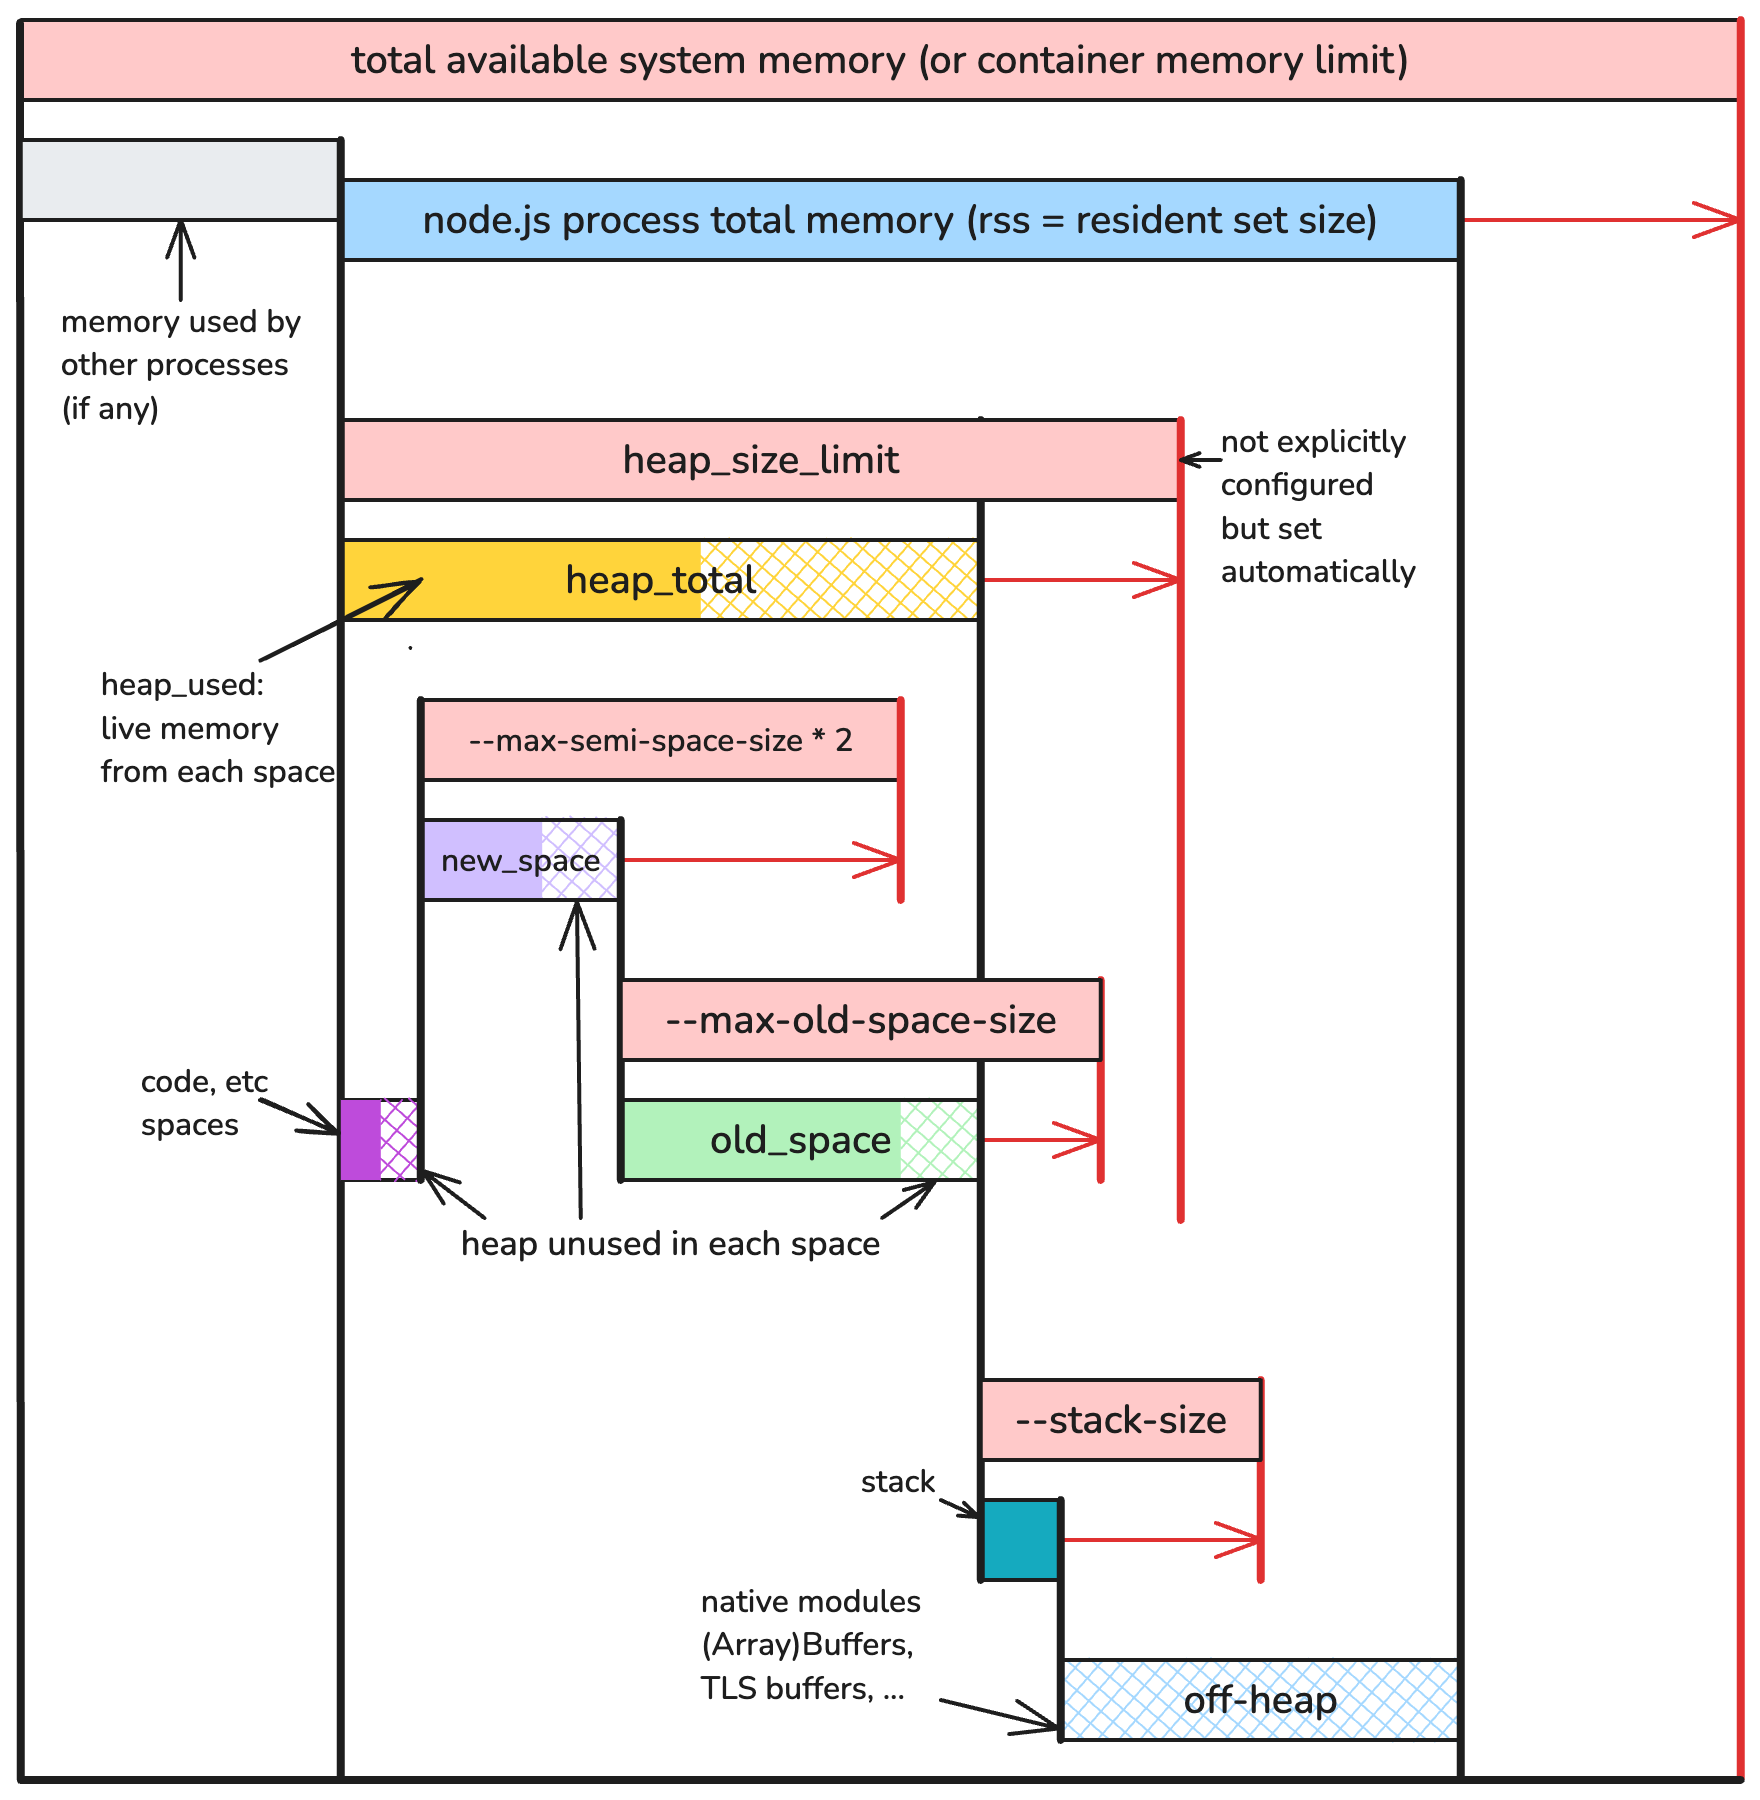 total available system memory (or container memory limit)
node.js process total memory (rss = resident set size)
memory used by
other processes
(if any)
heap_size_limit
not explicitly
configured
but set
automatically
heap_total
heap_used:
live memory
from each space
--max-semi-space-size * 2
new_space
--max-old-space-size
code, etc
spaces
old_space
heap unused in each space
--stack-size
stack
native modules
(Array)Buffers,
TLS buffers, ...
off-heap